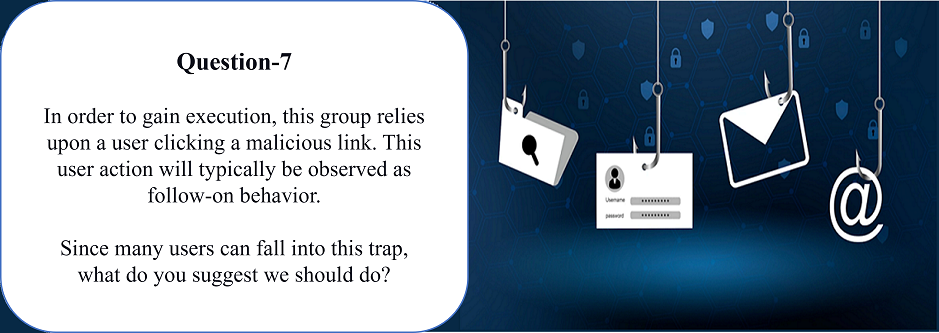 Question-7
In order to gain execution, this group relies
upon a user clicking a malicious link. This
user action will typically be observed as
follow-on behavior.
Since many users can fall into this trap,
what do you suggest we should do?
Username
password
@